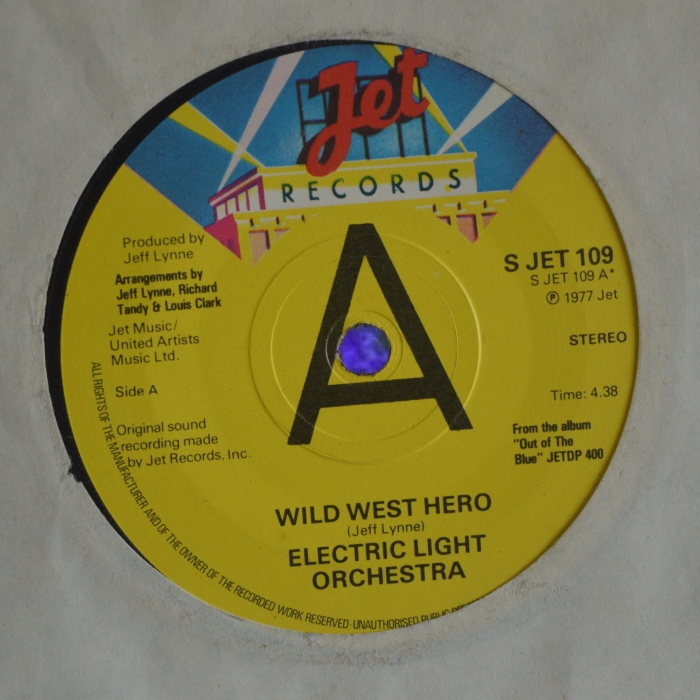 Jet
RECORDS
Produced by
Jeff Lynne
Arrangements by
Jeff Lynne, Richard
Tandy & Louis Clark
Jet Music/
United Artists
Music Ltd.
Side A
Original sound
recording made
by Jet Records. Inc.
A
S JET 109
S JET 109 A*
℗ 1977 Jet
STEREO
Time: 4.38
From the album
"Out of The
Blue" JETDP 400
WILD WEST HERO
(Jeff Lynne)
ELECTRIC LIGHT
ORCHESTRA
ALL RIGHTS OF THE MANUFACTURER AND OF THE OWNER OF THE RECORDED WORK RESERVED·UNAUTHORISED